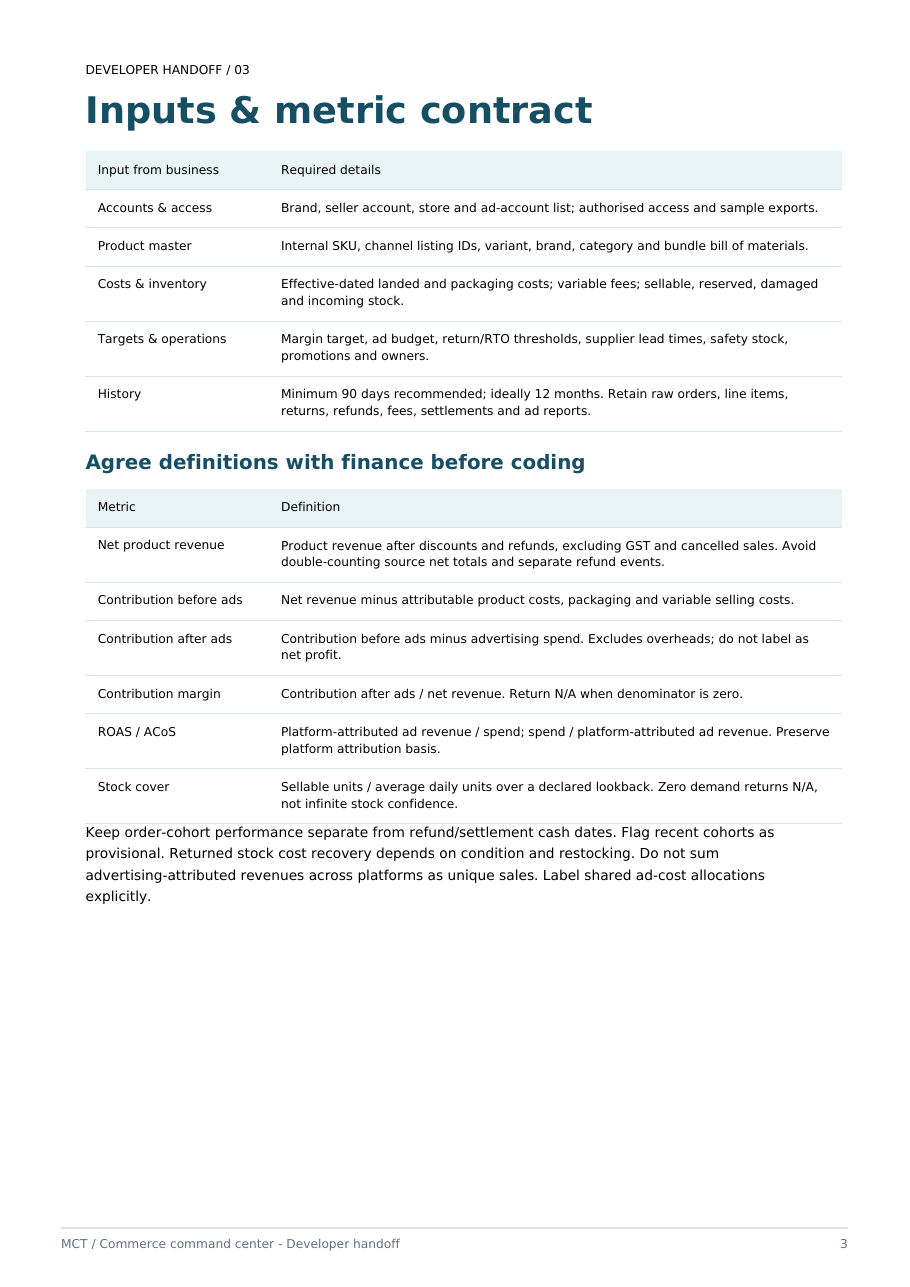 DEVELOPER HANDOFF / 03
Inputs & metric contract
Input from business Required details
Accounts & access Brand, seller account, store and ad-account list; authorised access and sample exports.
Product master Internal SKU, channel listing IDs, variant, brand, category and bundle bill of materials.
Costs & inventory Effective-dated landed and packaging costs; variable fees; sellable, reserved, damaged
and incoming stock.
Targets & operations Margin target, ad budget, return/RTO thresholds, supplier lead times, safety stock,
promotions and owners.
History Minimum 90 days recommended; ideally 12 months. Retain raw orders, line items,
returns, refunds, fees, settlements and ad reports.
Agree definitions with finance before coding
Metric Definition
Net product revenue Product revenue after discounts and refunds, excluding GST and cancelled sales. Avoid
double-counting source net totals and separate refund events.
Contribution before ads Net revenue minus attributable product costs, packaging and variable selling costs.
Contribution after ads Contribution before ads minus advertising spend. Excludes overheads; do not label as
net profit.
Contribution margin Contribution after ads / net revenue. Return N/A when denominator is zero.
ROAS / ACoS Platform-attributed ad revenue / spend; spend / platform-attributed ad revenue. Preserve
platform attribution basis.
Stock cover Sellable units / average daily units over a declared lookback. Zero demand returns N/A,
not infinite stock confidence.
Keep order-cohort performance separate from refund/settlement cash dates. Flag recent cohorts as
provisional. Returned stock cost recovery depends on condition and restocking. Do not sum
advertising-attributed revenues across platforms as unique sales. Label shared ad-cost allocations
explicitly.
MCT / Commerce command center - Developer handoff 3